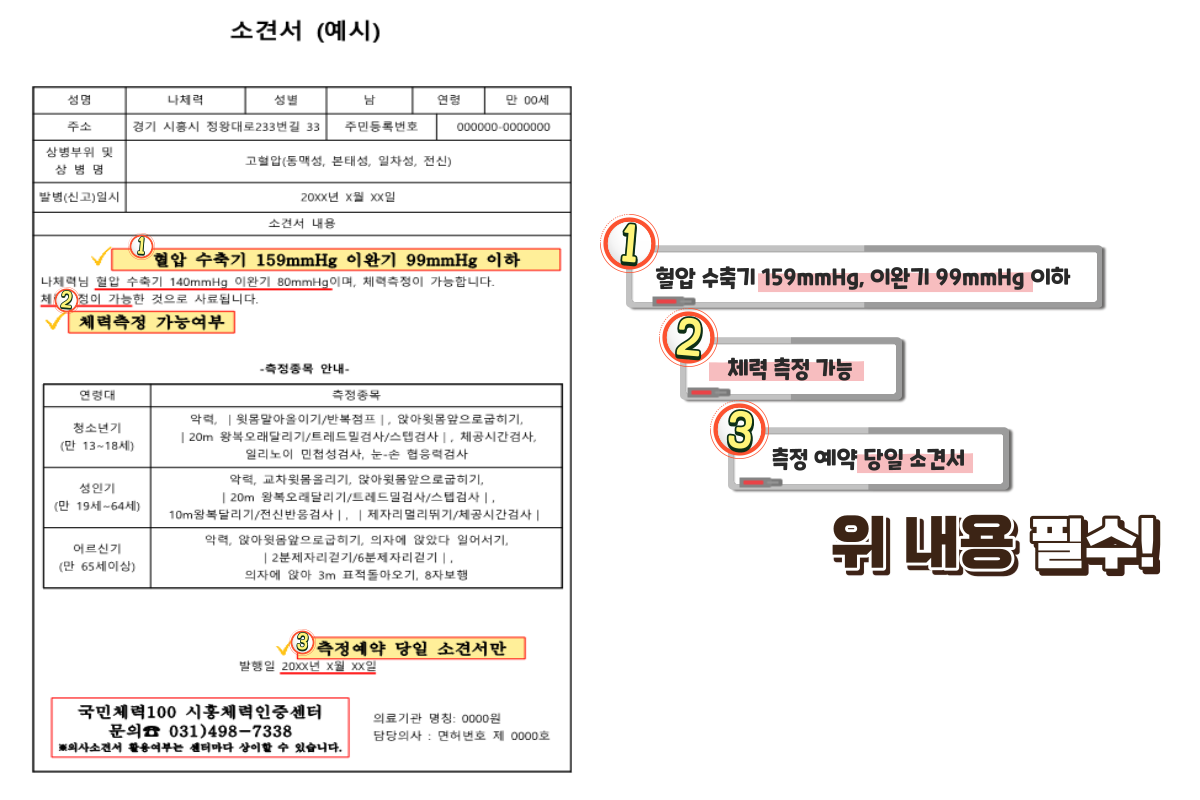 소견서 (예시)
성명 나체력 성별 남 연령 만 00세
주소 경기 시흥시 정왕대로233번길 33 주민등록번호 000000-0000000
상병부위 및
상 병 명
고혈압(동맥성, 본태성, 일차성, 전신)
발병(신고)일시 20XX년 X월 XX일
소견서 내용
1 혈압 수축기 159mmHg 이완기 99mmHg 이하
나체력님 혈압 수축기 140mmHg 이완기 80mmHg이며, 체력측정이 가능합니다.
정이 가능한 것으로 사료됩니다.
2 체력측정 가능여부
-측정종목 안내-
연령대 측정종목
청소년기
(만 13~18세)
악력, | 윗몸말아올이기/반복점프 | , 앉아윗몸앞으로굽히기,
| 20m 왕복오래달리기/트레드밀검사/스텝검사 | , 체공시간검사,
일리노이 민첩성검사, 눈-손 협응력검사
성인기
(만 19세~64세)
악력, 교차윗몸올리기, 앉아윗몸앞으로굽히기,
| 20m 왕복오래달리기/트레드밀검사/스텝검사 | ,
10m왕복달리기/전신반응검사 | , | 제자리멀리뛰기/체공시간검사 |
어르신기
(만 65세이상)
악력, 앉아윗몸앞으로굽히기, 의자에 앉았다 일어서기,
| 2분제자리걷기/6분제자리걷기 | ,
의자에 앉아 3m 표적돌아오기, 8자보행
3 측정예약 당일 소견서만
발행일 20XX년 X월 XX일
국민체력100 시흥체력인증센터
문의☎ 031)498-7338
※의사소견서 활용여부는 센터마다 상이할 수 있습니다.
의료기관 명칭: 0000원
담당의사 : 면허번호 제 0000호
1
혈압 수축기 159mmHg, 이완기 99mmHg 이하
2
체력 측정 가능
3
측정 예약 당일 소견서
위 내용 필수!